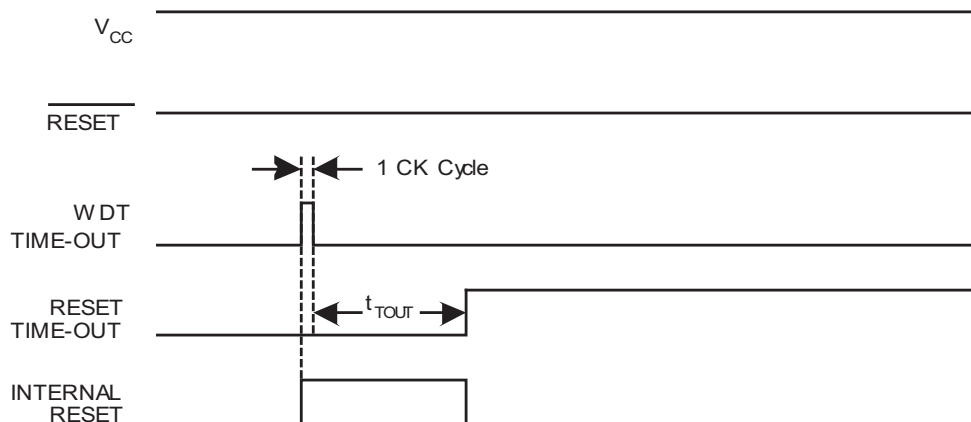 VCC
RESET
1 CK Cycle
WDT
TIME-OUT
RESET
TIME-OUT
tTOUT
INTERNAL
RESET